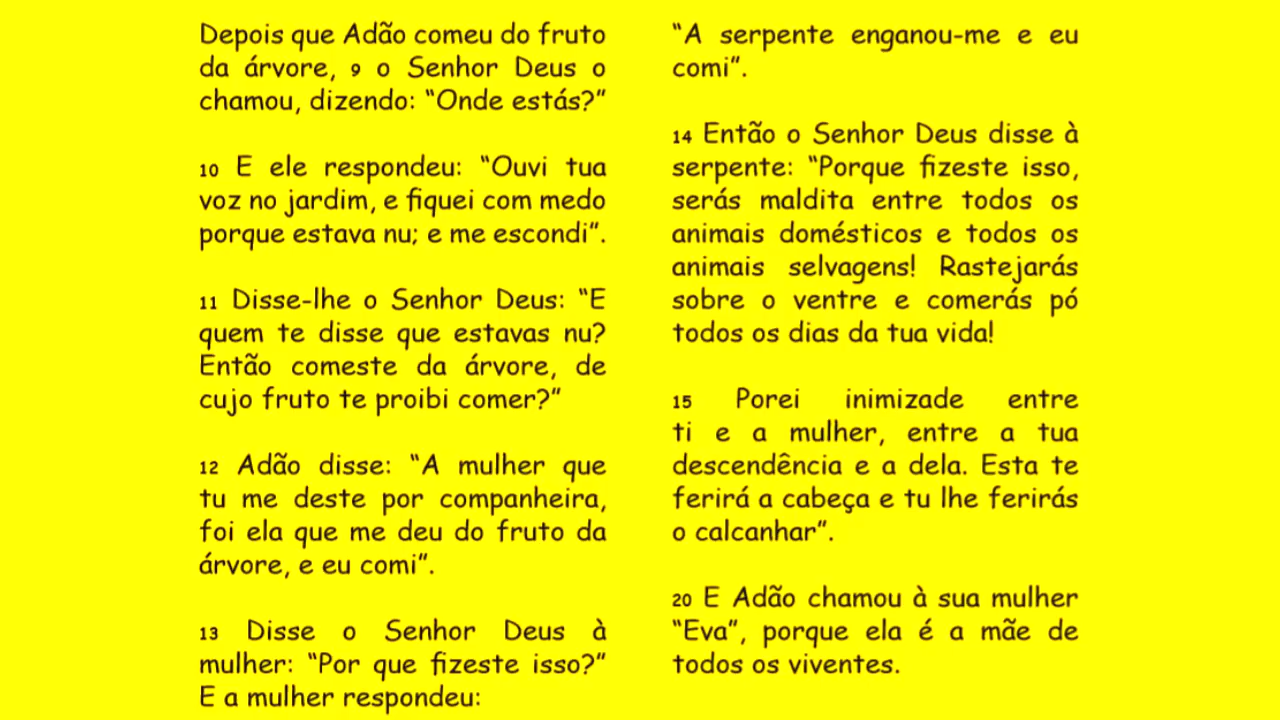 Depois que Adão comeu do fruto
da árvore, 9 o Senhor Deus o
chamou, dizendo: “Onde estás?”
10 E ele respondeu: “Ouvi tua
voz no jardim, e fiquei com medo
porque estava nu; e me escondi”.
11 Disse-lhe o Senhor Deus: “E
quem te disse que estavas nu?
Então comeste da árvore, de
cujo fruto te proibi comer?”
12 Adão disse: “A mulher que
tu me deste por companheira,
foi ela que me deu do fruto da
árvore, e eu comi”.
13 Disse o Senhor Deus à
mulher: “Por que fizeste isso?”
E a mulher respondeu:
“A serpente enganou-me e eu
comi”.
14 Então o Senhor Deus disse à
serpente: “Porque fizeste isso,
serás maldita entre todos os
animais domésticos e todos os
animais selvagens! Rastejarás
sobre o ventre e comerás pó
todos os dias da tua vida!
15 Porei inimizade entre
ti e a mulher, entre a tua
descendência e a dela. Esta te
ferirá a cabeça e tu lhe ferirás
o calcanhar”.
20 E Adão chamou à sua mulher
“Eva”, porque ela é a mãe de
todos os viventes.